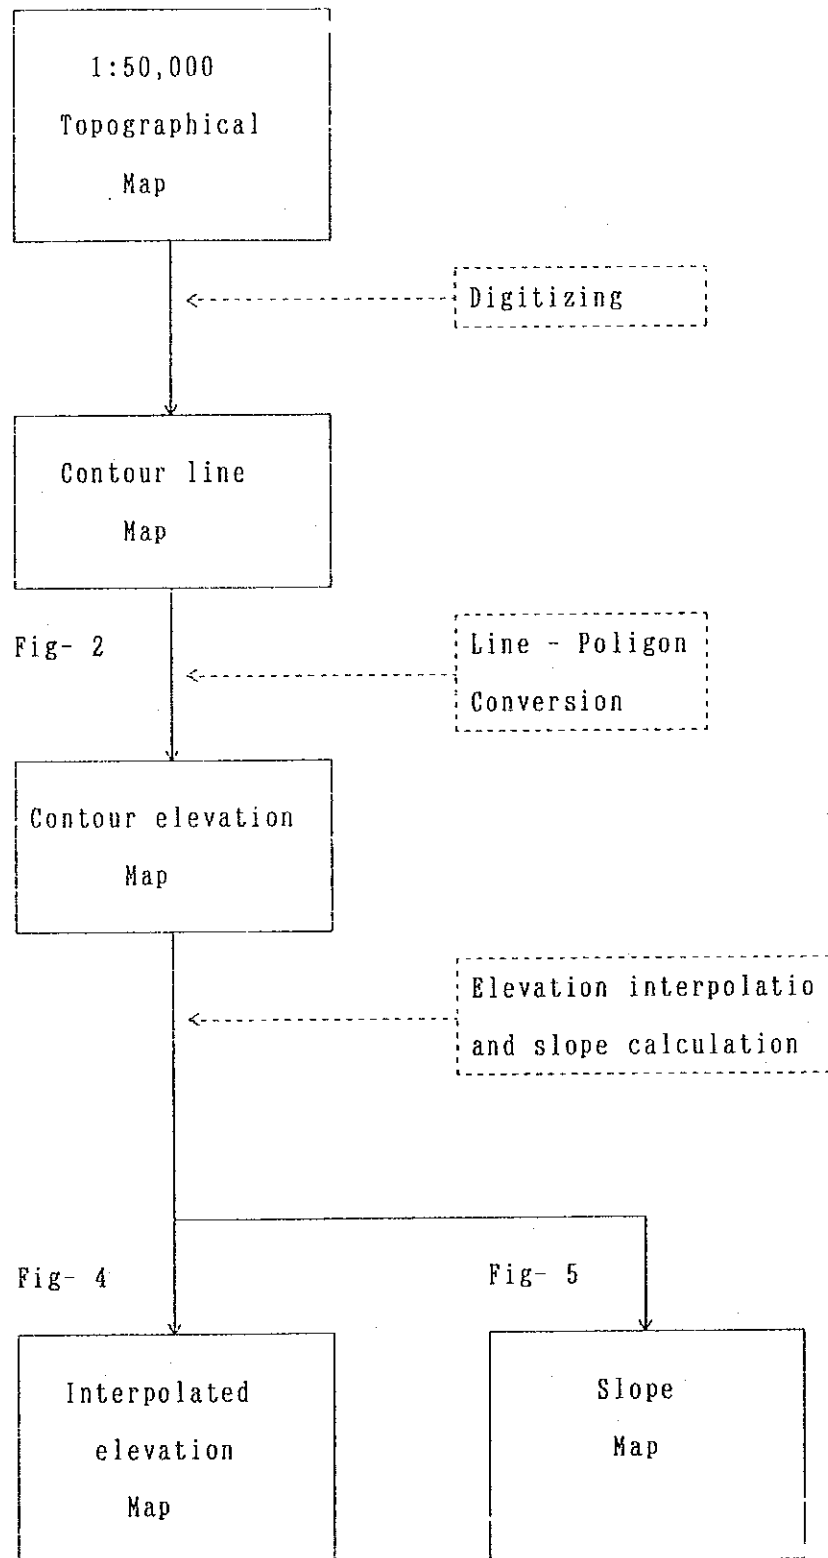 1:50,000
Topographical
Map
Digitizing
Contour line
Map
Fig- 2
Line - Poligon
Conversion
Contour elevation
Map
Elevation interpolatio
and slope calculation
Fig- 4
Fig- 5
Interpolated
elevation
Map
Slope
Map